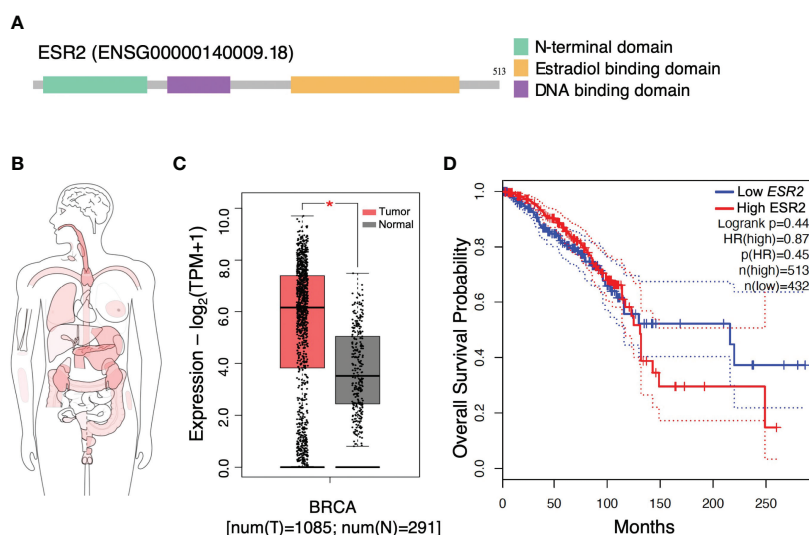 A
ESR2 (ENSG00000140009.18)
513
N-terminal domain
Estradiol binding domain
DNA binding domain
B
C
Expression − log2(TPM+1)
10.0
8.0
6.0
4.0
2.0
0.0
*
Tumor
Normal
BRCA
[num(T)=1085; num(N)=291]
D
Overall Survival Probability
1.0
0.8
0.6
0.4
0.2
0.0
Low ESR2
High ESR2
Logrank p=0.44
HR(high)=0.87
p(HR)=0.45
n(high)=513
n(low)=432
0 50 100 150 200 250
Months